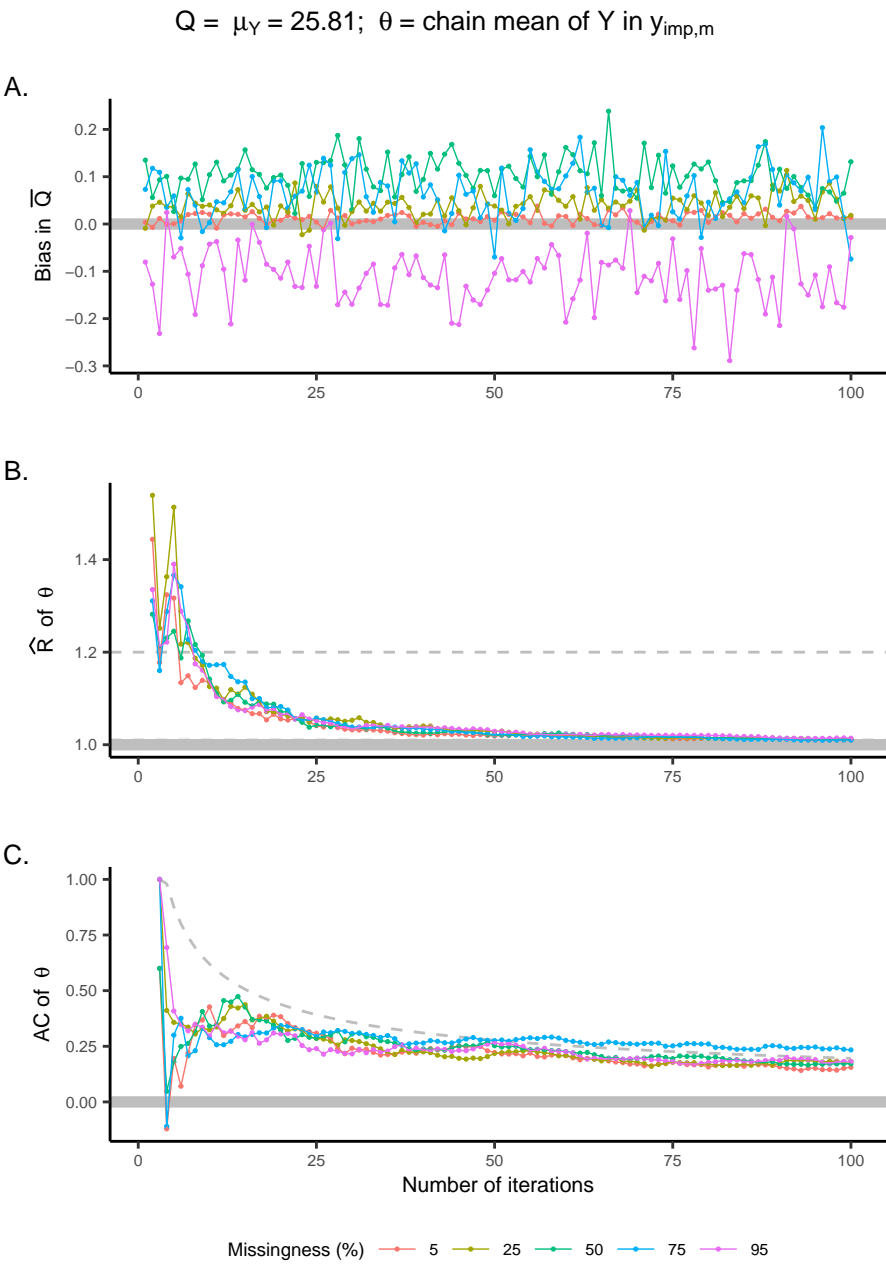 Q = μY = 25.81; θ = chain mean of Y in yimp,m
A.
0.2
0.1
0.0
−0.1
−0.2
−0.3
Bias in Q̅
0 25 50 75 100
B.
1.4
1.2
1.0
R̂ of θ
0 25 50 75 100
C.
1.00
0.75
0.50
0.25
0.00
AC of θ
0 25 50 75 100
Number of iterations
Missingness (%) 5 25 50 75 95